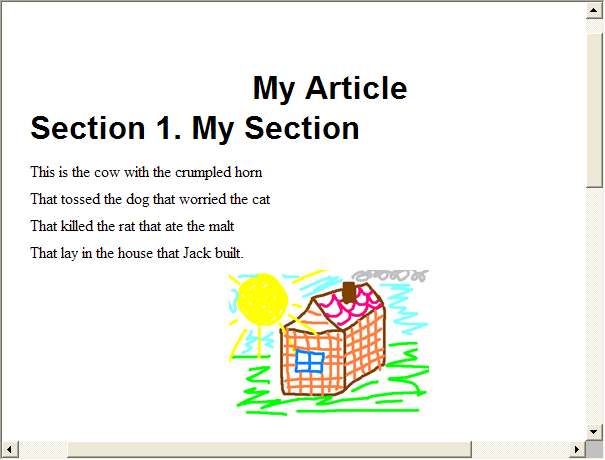 My Article
Section 1. My Section
This is the cow with the crumpled horn
That tossed the dog that worried the cat
That killed the rat that ate the malt
That lay in the house that Jack built.